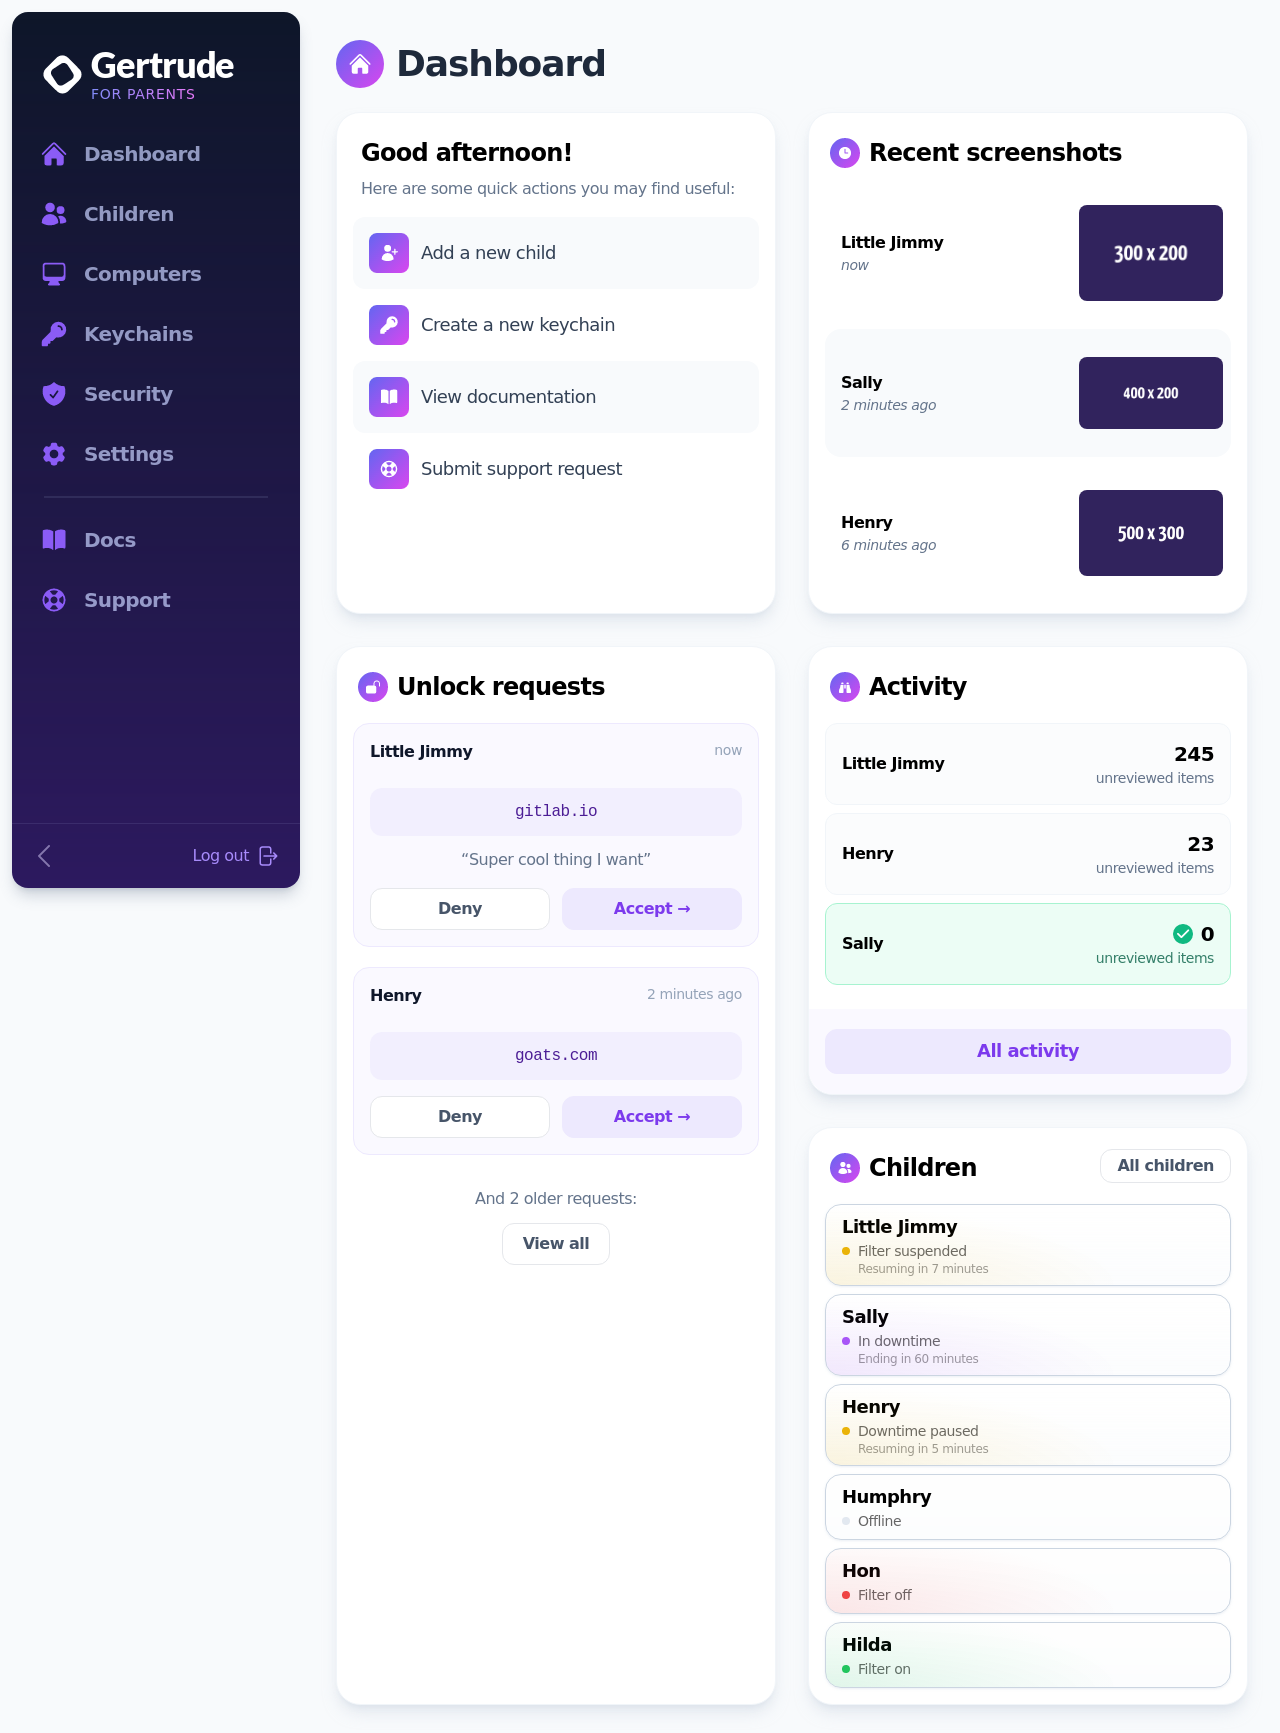 Gertrude
FOR PARENTS
Dashboard
Children
Computers
Keychains
Security
Settings
Docs
Support
Log out
Dashboard
Good afternoon!
Here are some quick actions you may find useful:
Add a new child
Create a new keychain
View documentation
Submit support request
Recent screenshots
Little Jimmy
now
300 x 200
Sally
2 minutes ago
400 x 200
Henry
6 minutes ago
500 x 300
Unlock requests
Little Jimmy now
gitlab.io
“Super cool thing I want”
Deny Accept →
Henry 2 minutes ago
goats.com
Deny Accept →
And 2 older requests:
View all
Activity
Little Jimmy
245
unreviewed items
Henry
23
unreviewed items
Sally
0
unreviewed items
All activity
Children All children
Little Jimmy
Filter suspended
Resuming in 7 minutes
Sally
In downtime
Ending in 60 minutes
Henry
Downtime paused
Resuming in 5 minutes
Humphry
Offline
Hon
Filter off
Hilda
Filter on